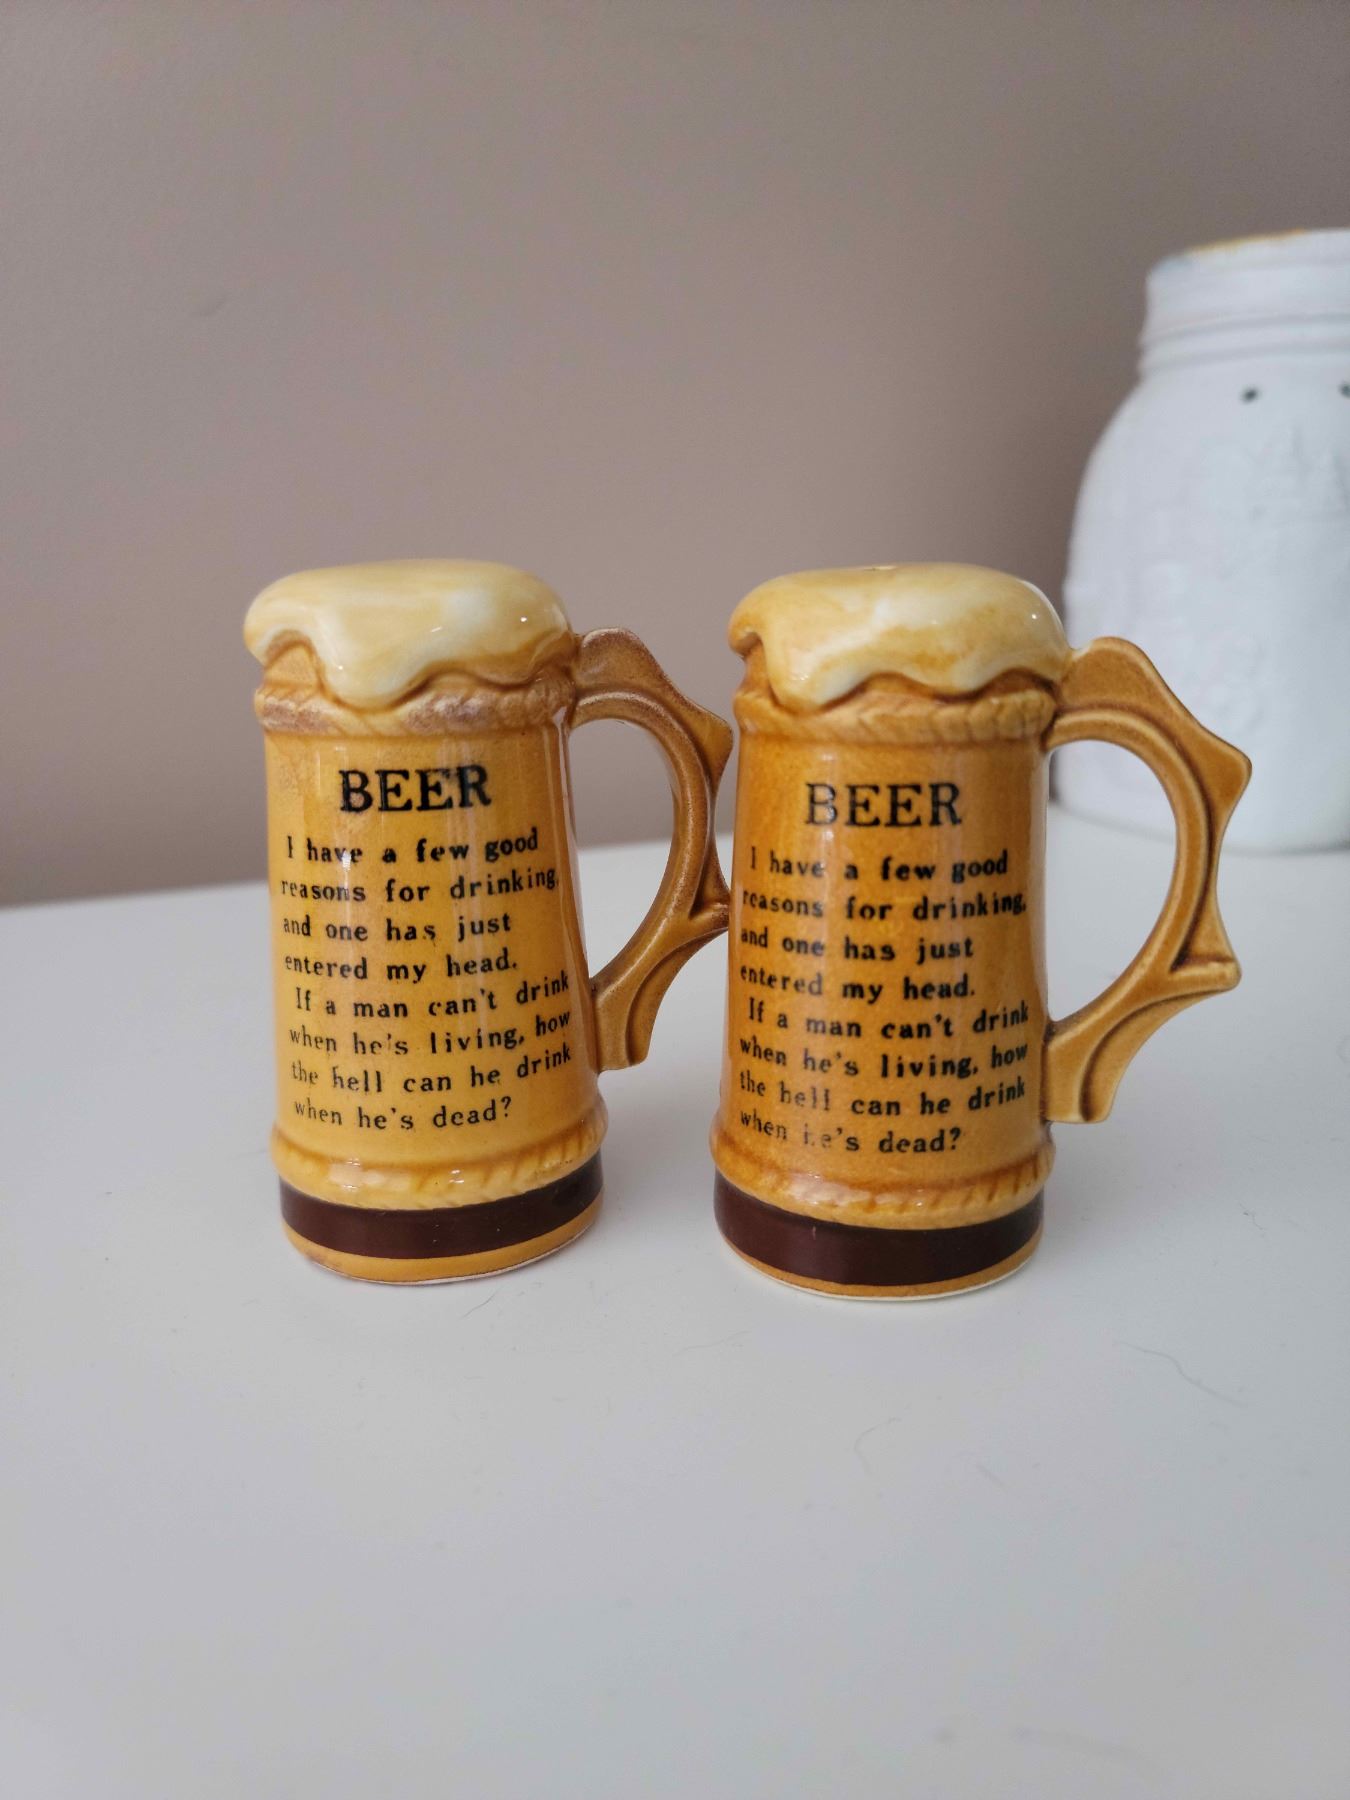 BEER
I have a few good
reasons for drinking,
and one has just
entered my head.
If a man can't drink
when he's living, how
the hell can he drink
when he's dead?
BEER
I have a few good
reasons for drinking,
and one has just
entered my head.
If a man can't drink
when he's living, how
the hell can he drink
when he's dead?